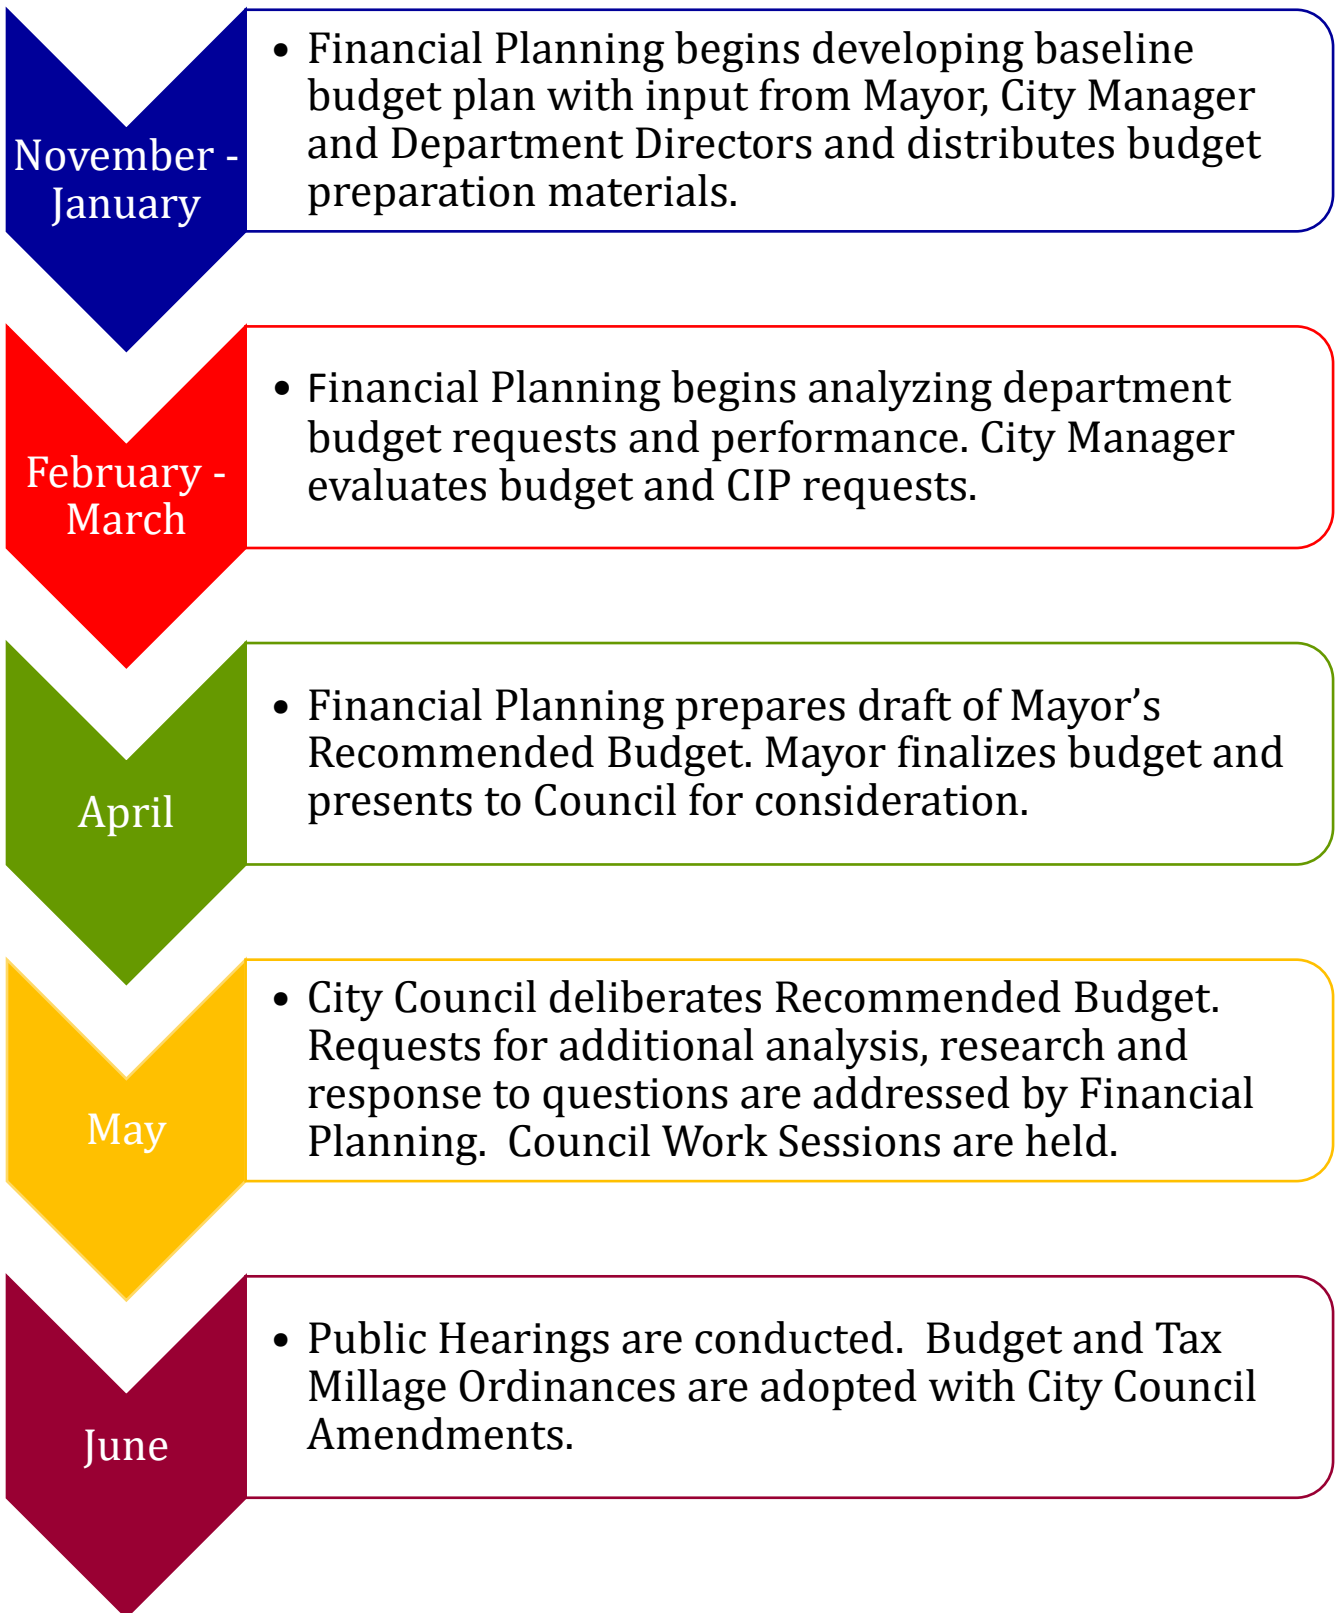 November -
January
• Financial Planning begins developing baseline
budget plan with input from Mayor, City Manager
and Department Directors and distributes budget
preparation materials.
February -
March
• Financial Planning begins analyzing department
budget requests and performance. City Manager
evaluates budget and CIP requests.
April
• Financial Planning prepares draft of Mayor’s
Recommended Budget. Mayor finalizes budget and
presents to Council for consideration.
May
• City Council deliberates Recommended Budget.
Requests for additional analysis, research and
response to questions are addressed by Financial
Planning.  Council Work Sessions are held.
June
• Public Hearings are conducted.  Budget and Tax
Millage Ordinances are adopted with City Council
Amendments.